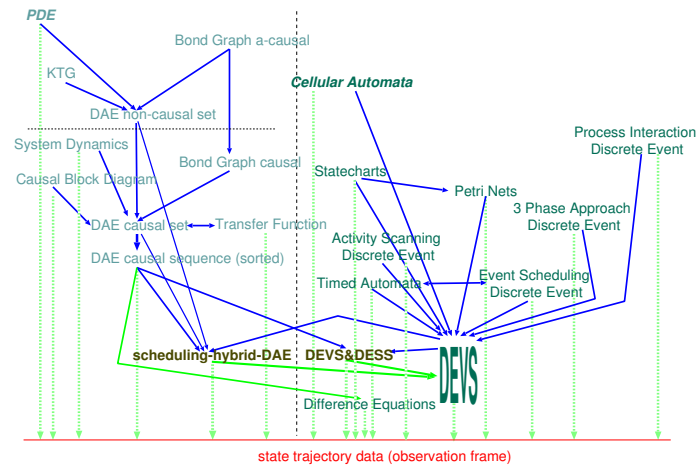 PDE
Bond Graph a-causal
KTG
Cellular Automata
DAE non-causal set
Process Interaction
Discrete Event
System Dynamics
Bond Graph causal
Statecharts
Causal Block Diagram
Petri Nets
3 Phase Approach
Discrete Event
DAE causal set
Transfer Function
Activity Scanning
Discrete Event
DAE causal sequence (sorted)
Timed Automata
Event Scheduling
Discrete Event
scheduling-hybrid-DAE
DEVS&DESS
DEVS
Difference Equations
state trajectory data (observation frame)